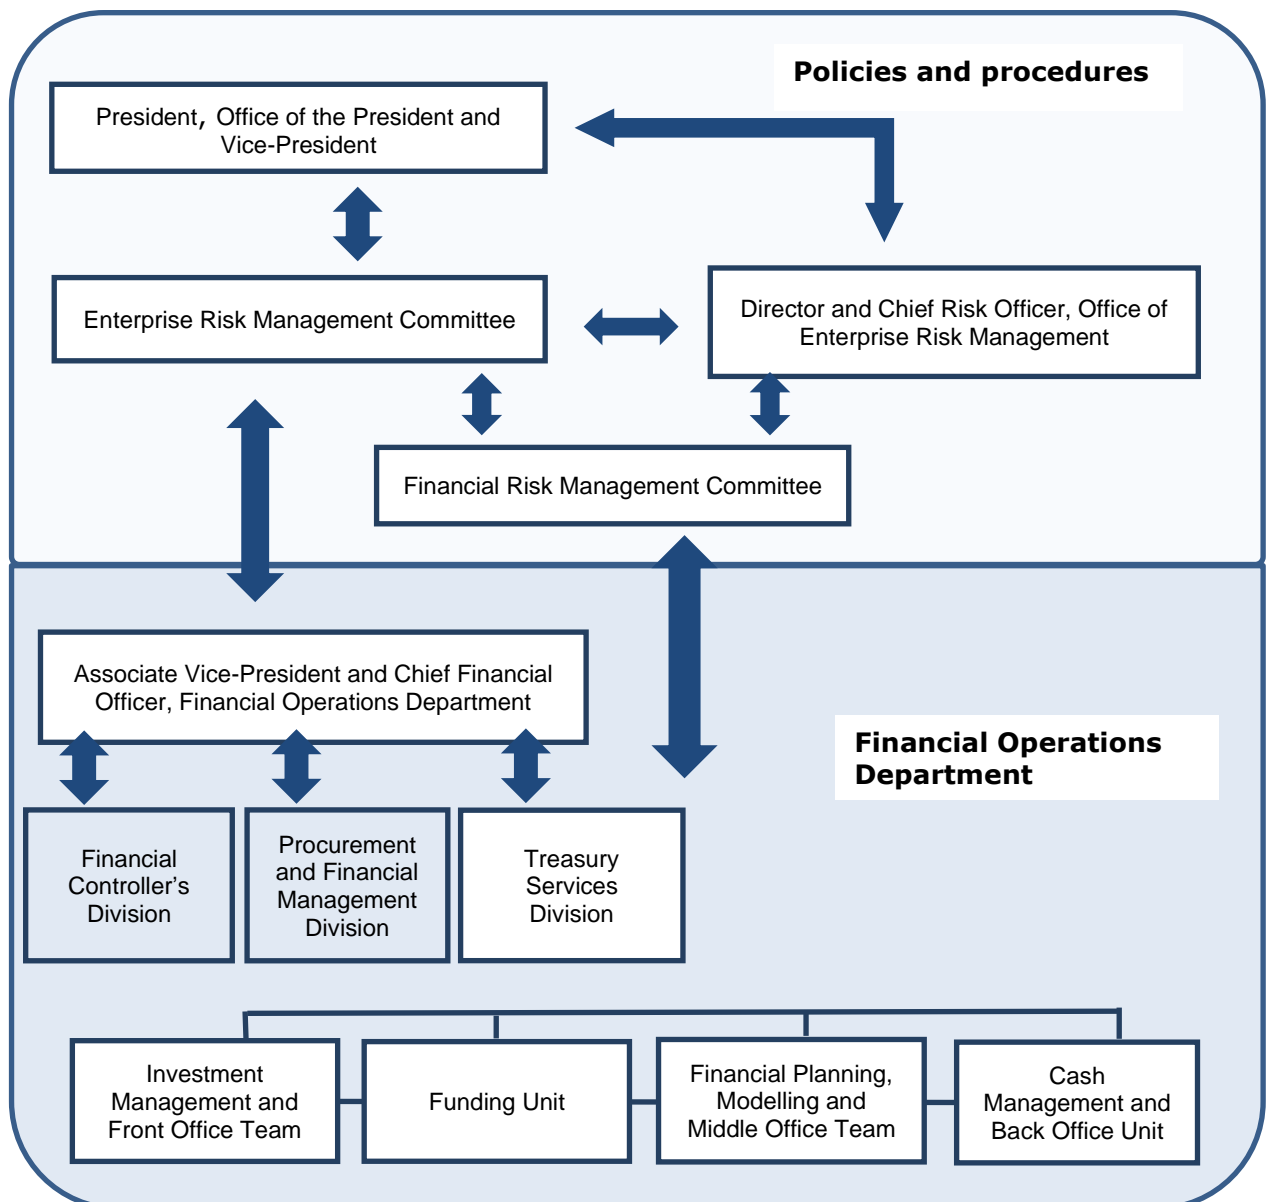 Policies and procedures
President, Office of the President and
Vice-President
Enterprise Risk Management Committee
Director and Chief Risk Officer, Office of
Enterprise Risk Management
Financial Risk Management Committee
Associate Vice-President and Chief Financial
Officer, Financial Operations Department
Financial Operations
Department
Financial
Controller’s
Division
Procurement
and Financial
Management
Division
Treasury
Services
Division
Investment
Management and
Front Office Team
Funding Unit
Financial Planning,
Modelling and
Middle Office Team
Cash
Management and
Back Office Unit